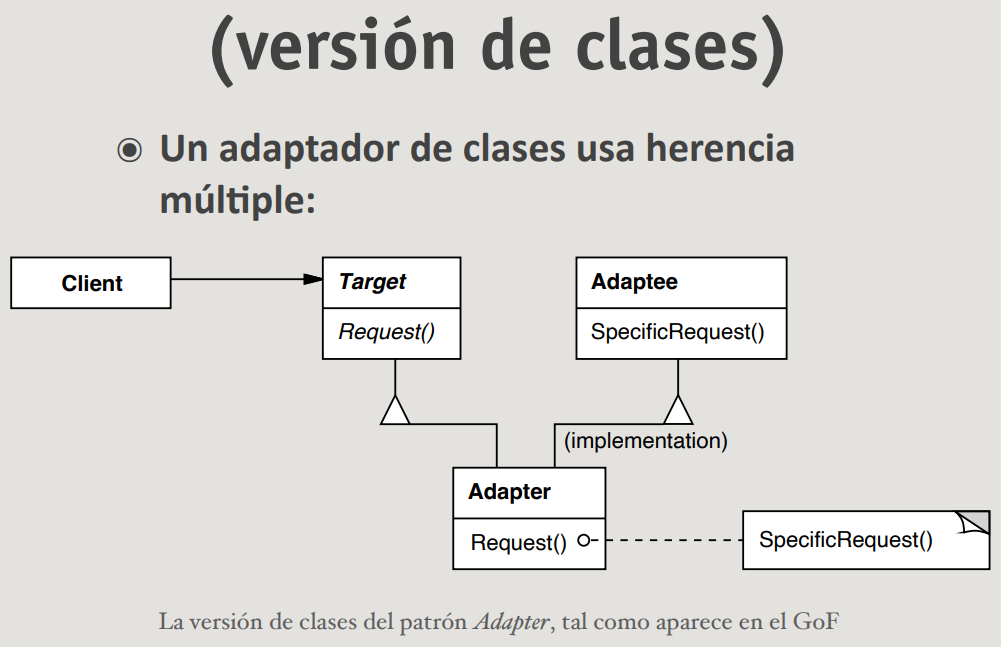 (versión de clases)
◉ Un adaptador de clases usa herencia
múltiple:
Client
Target
Adaptee
Request()
SpecificRequest()
(implementation)
Adapter
Request()
SpecificRequest()
La versión de clases del patrón Adapter, tal como aparece en el GoF